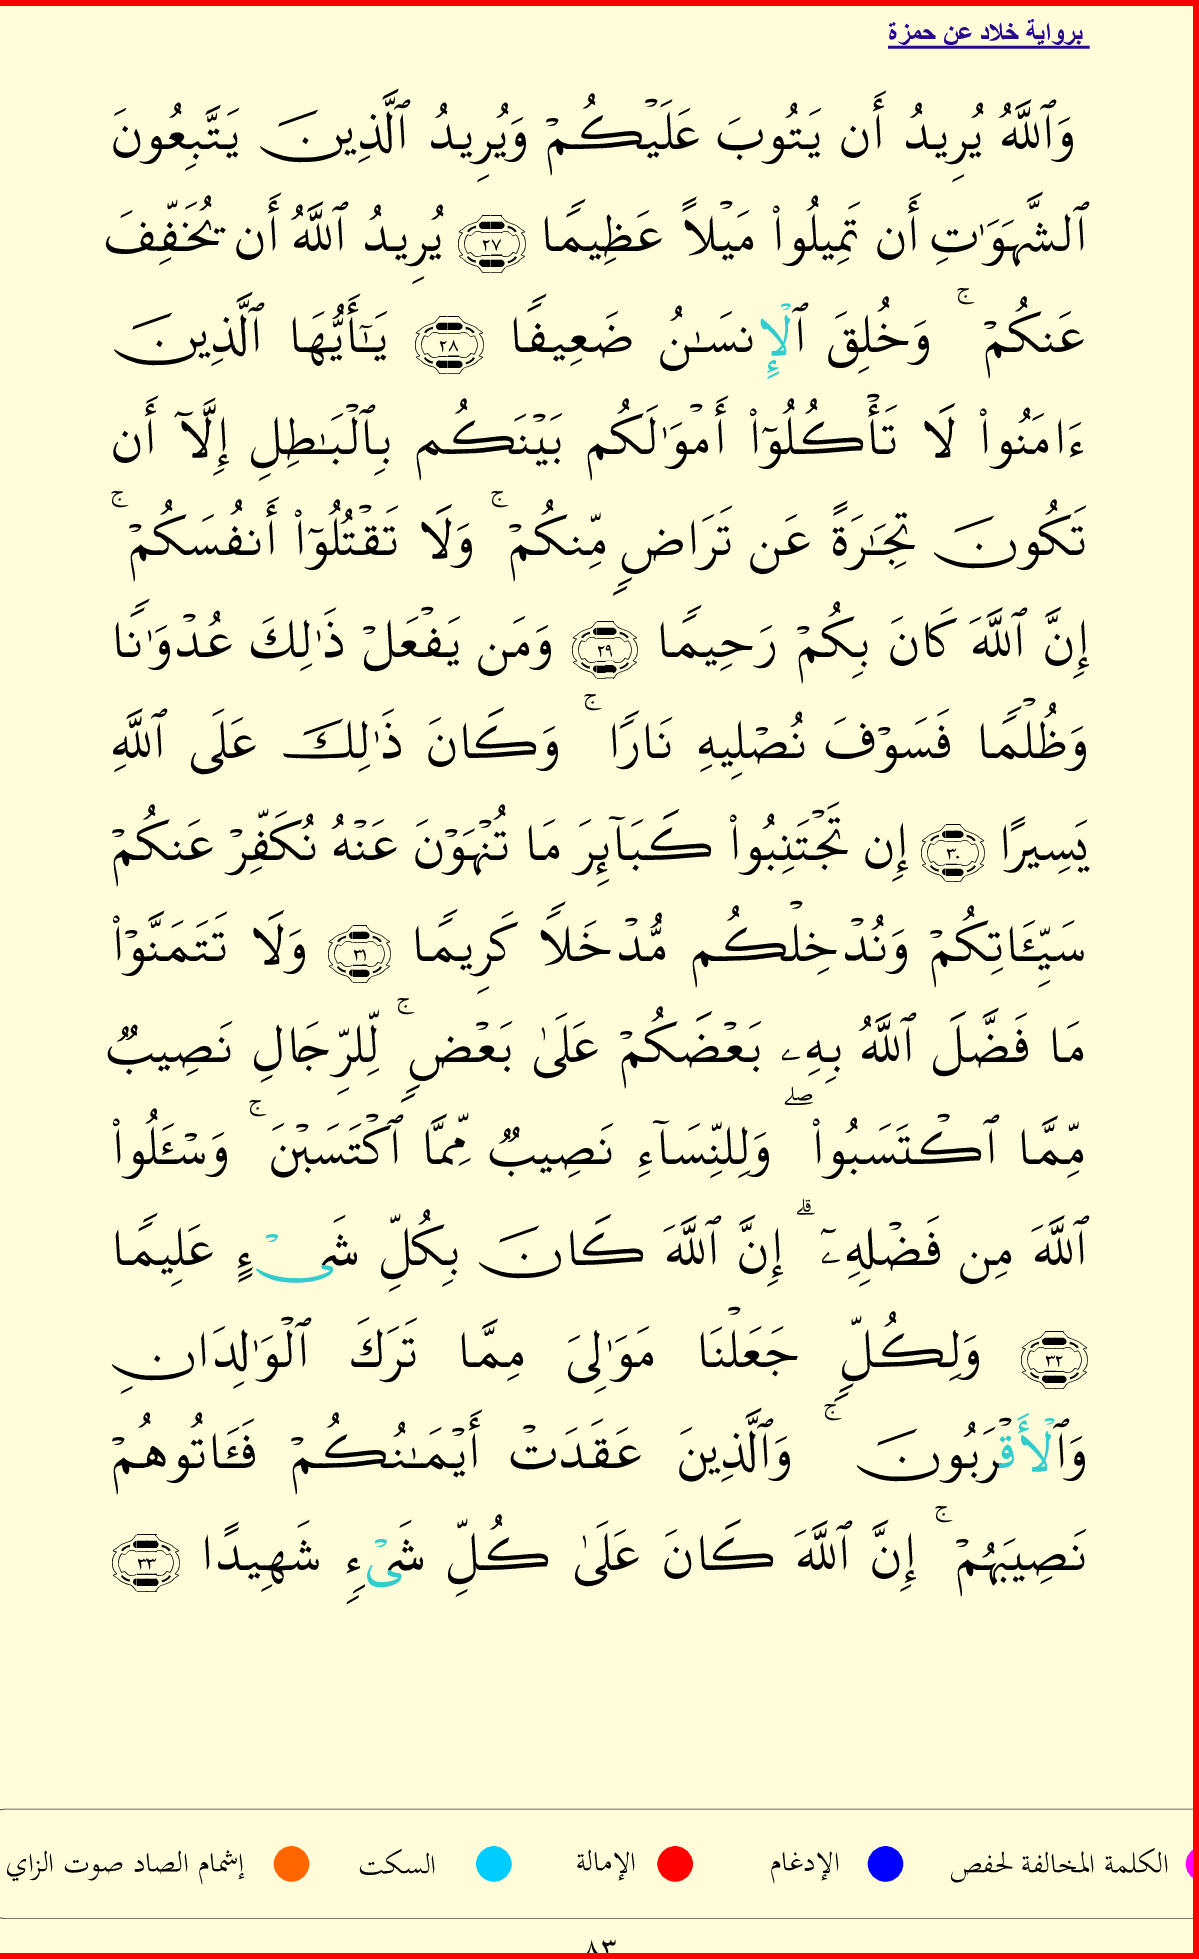 برواية خلاد عن حمزة
وَٱللَّهُ يُرِيدُ أَن يَتُوبَ عَلَيۡكُمۡ وَيُرِيدُ ٱلَّذِينَ يَتَّبِعُونَ
ٱلشَّهَوَٰتِ أَن تَمِيلُواْ مَيۡلًا عَظِيمٗا ٢٧ يُرِيدُ ٱللَّهُ أَن يُخَفِّفَ
عَنكُمۡۚ وَخُلِقَ ٱلۡإِنسَٰنُ ضَعِيفٗا ٢٨ يَٰٓأَيُّهَا ٱلَّذِينَ
ءَامَنُواْ لَا تَأۡكُلُوٓاْ أَمۡوَٰلَكُم بَيۡنَكُم بِٱلۡبَٰطِلِ إِلَّآ أَن
تَكُونَ تِجَٰرَةٌ عَن تَرَاضٖ مِّنكُمۡۚ وَلَا تَقۡتُلُوٓاْ أَنفُسَكُمۡۚ
إِنَّ ٱللَّهَ كَانَ بِكُمۡ رَحِيمٗا ٢٩ وَمَن يَفۡعَلۡ ذَٰلِكَ عُدۡوَٰنٗا
وَظُلۡمٗا فَسَوۡفَ نُصۡلِيهِ نَارٗاۚ وَكَانَ ذَٰلِكَ عَلَى ٱللَّهِ
يَسِيرًا ٣٠ إِن تَجۡتَنِبُواْ كَبَآئِرَ مَا تُنۡهَوۡنَ عَنۡهُ نُكَفِّرۡ عَنكُمۡ
سَيِّـَٔاتِكُمۡ وَنُدۡخِلۡكُم مُّدۡخَلٗا كَرِيمٗا ٣١ وَلَا تَتَمَنَّوۡاْ
مَا فَضَّلَ ٱللَّهُ بِهِۦ بَعۡضَكُمۡ عَلَىٰ بَعۡضٖۚ لِّلرِّجَالِ نَصِيبٞ
مِّمَّا ٱكۡتَسَبُواْۖ وَلِلنِّسَآءِ نَصِيبٞ مِّمَّا ٱكۡتَسَبۡنَۚ وَسۡـَٔلُواْ
ٱللَّهَ مِن فَضۡلِهِۦٓۗ إِنَّ ٱللَّهَ كَانَ بِكُلِّ شَيۡءٍ عَلِيمٗا
٣٢ وَلِكُلّٖ جَعَلۡنَا مَوَٰلِيَ مِمَّا تَرَكَ ٱلۡوَٰلِدَانِ
وَٱلۡأَقۡرَبُونَۚ وَٱلَّذِينَ عَقَدَتۡ أَيۡمَٰنُكُمۡ فَـَٔاتُوهُمۡ
نَصِيبَهُمۡۚ إِنَّ ٱللَّهَ كَانَ عَلَىٰ كُلِّ شَيۡءٖ شَهِيدًا ٣٣
الكلمة المخالفة لحفص الإدغام الإمالة السكت إشمام الصاد صوت الزاي
٨٣